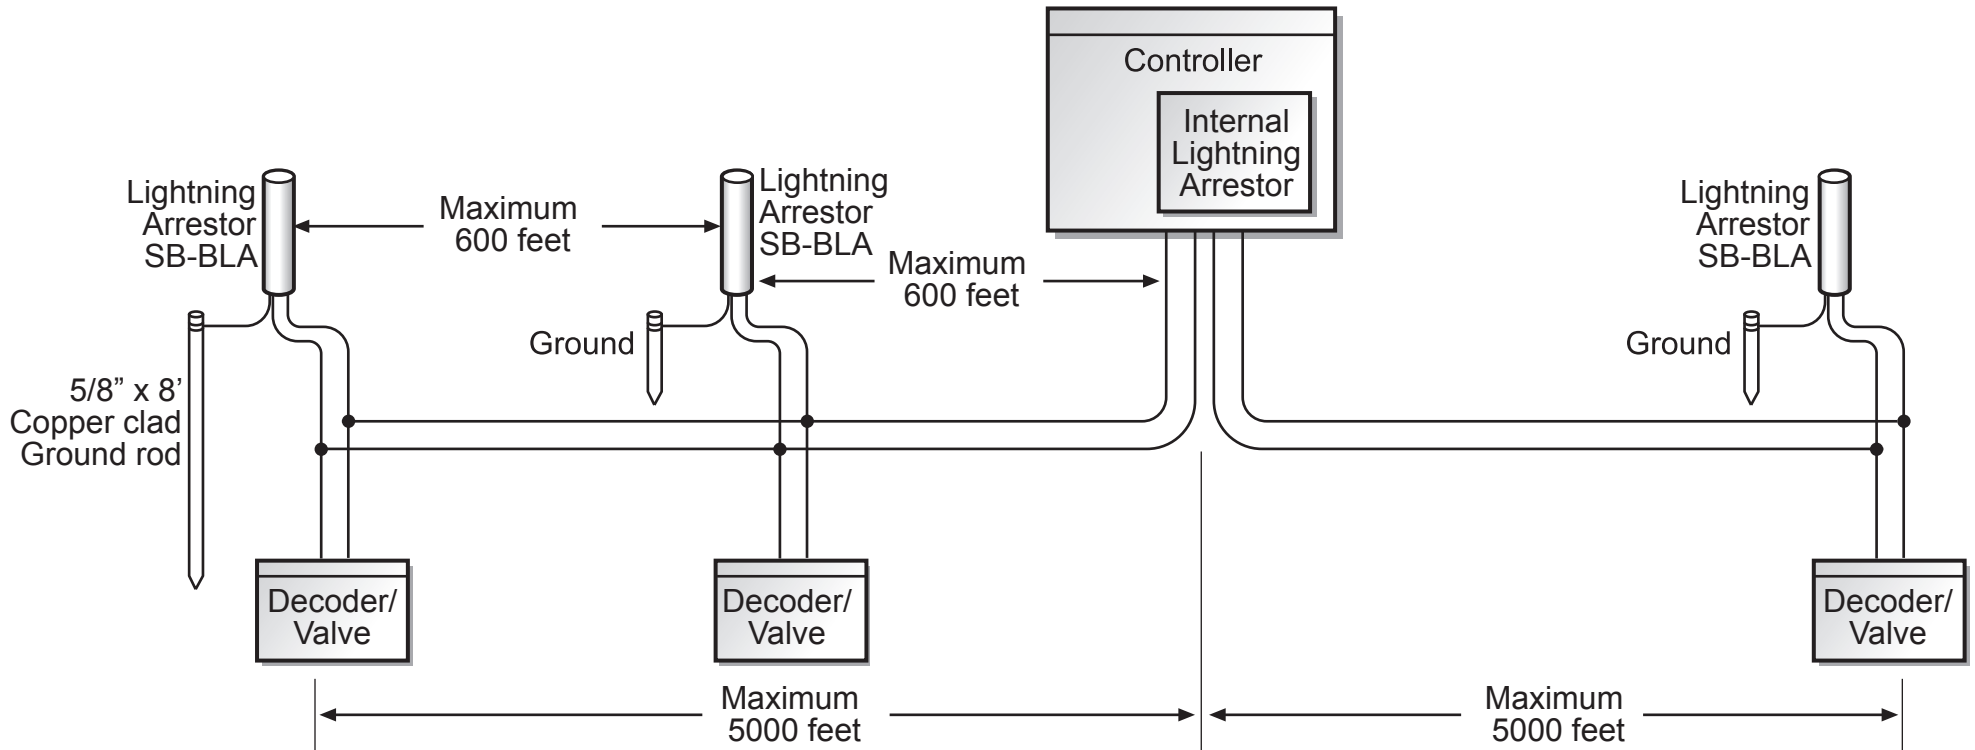 Controller
Internal
Lightning
Arrestor
Lightning
Arrestor
SB-BLA
Maximum
600 feet
Lightning
Arrestor
SB-BLA
Maximum
600 feet
Lightning
Arrestor
SB-BLA
5/8” x 8’
Copper clad
Ground rod
Ground
Ground
Decoder/
Valve
Decoder/
Valve
Decoder/
Valve
Maximum
5000 feet
Maximum
5000 feet